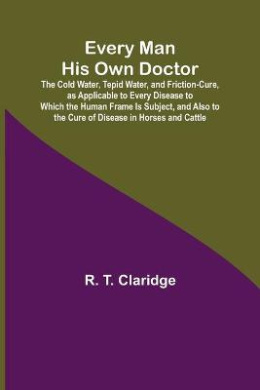 Every Man
His Own Doctor
The Cold Water, Tepid Water, and Friction-Cure,
as Applicable to Every Disease to
Which the Human Frame Is Subject, and Also to
the Cure of Disease in Horses and Cattle
R. T. Claridge